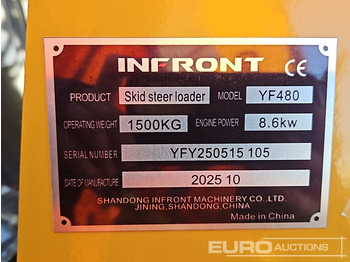 INFRONT CE
PRODUCT Skid steer loader MODEL YF480
OPERATING WEIGHT 1500KG ENGINE POWER 8.6kw
SERIAL NUMBER YFY250515 105
DATE OF MANUFACTURE 2025 10
SHANDONG INFRONT MACHINERY CO., LTD.
JINING,SHANDONG,CHINA
Made in China
EURO AUCTIONS